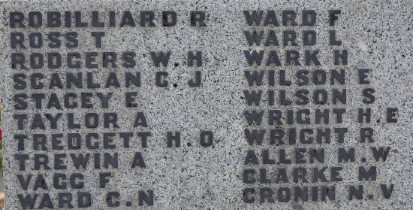 ROBILLIARD R
ROSS T
RODGERS W.H
SCANLAN C.J
STACEY E
TAYLOR A
TREDGETT H.O
TREWIN A
VAGG F
WARD C.N
WARD F
WARD L
WARK H
WILSON E
WILSON S
WRIGHT H.E
WRIGHT R
ALLEN M.W
CLARKE M
CRONIN N.V